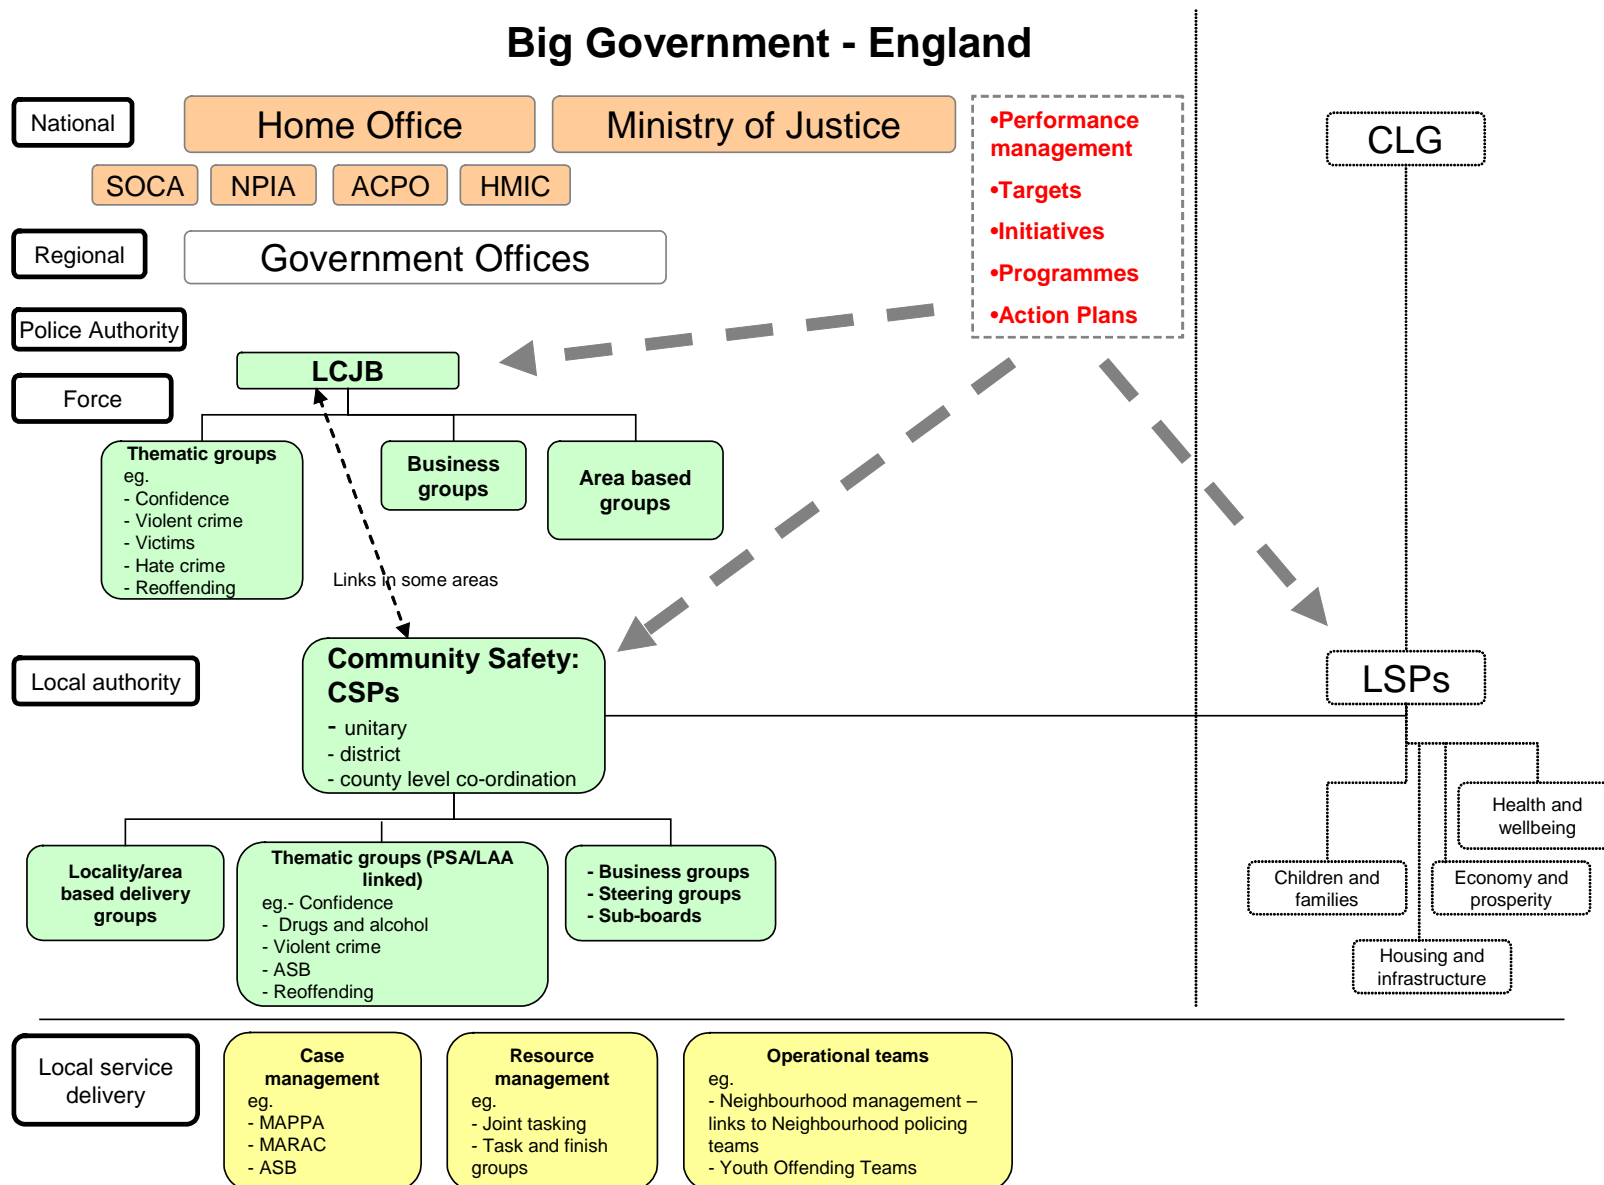 Big Government - England
National
Home Office
Ministry of Justice
•Performance
management
•Targets
•Initiatives
•Programmes
•Action Plans
CLG
SOCA
NPIA
ACPO
HMIC
Regional
Government Offices
Police Authority
LCJB
Force
Thematic groups
eg.
- Confidence
- Violent crime
- Victims
- Hate crime
- Reoffending
Business
groups
Area based
groups
Links in some areas
Local authority
Community Safety:
CSPs
- unitary
- district
- county level co-ordination
LSPs
Health and
wellbeing
Children and
families
Economy and
prosperity
Housing and
infrastructure
Locality/area
based delivery
groups
Thematic groups (PSA/LAA
linked)
eg.- Confidence
- Drugs and alcohol
- Violent crime
- ASB
- Reoffending
- Business groups
- Steering groups
- Sub-boards
Local service
delivery
Case
management
eg.
- MAPPA
- MARAC
- ASB
Resource
management
eg.
- Joint tasking
- Task and finish
groups
Operational teams
eg.
- Neighbourhood management –
links to Neighbourhood policing
teams
- Youth Offending Teams